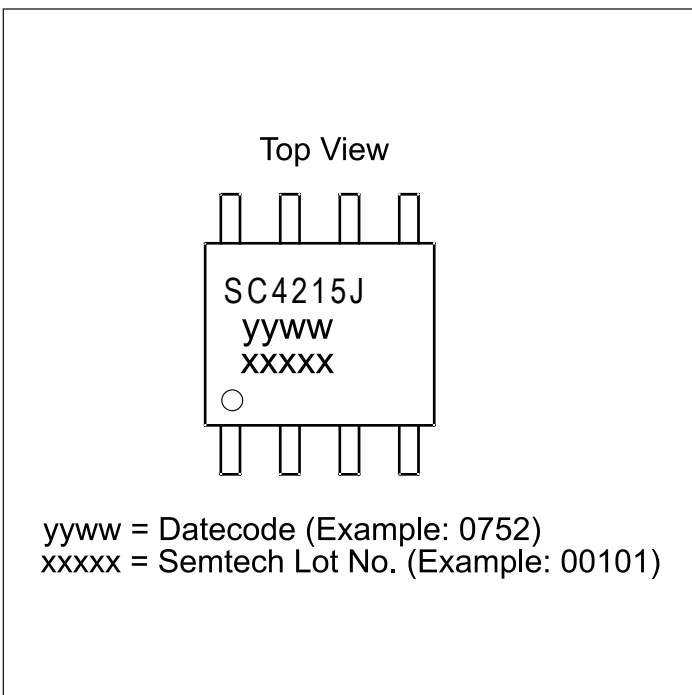 Top View
SC4215J
yyww
xxxxx
yyww = Datecode (Example: 0752)
xxxxx = Semtech Lot No. (Example: 00101)